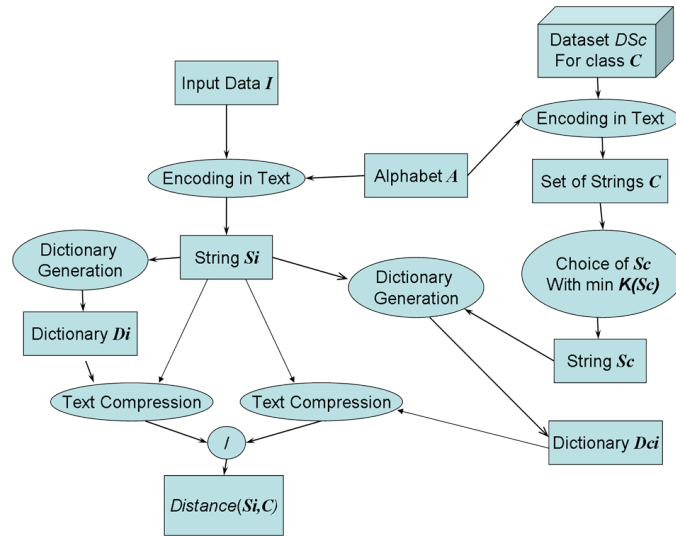 Dataset DSc
For class C
Input Data I
Encoding in Text
Encoding in Text
Alphabet A
Set of Strings C
Dictionary
Generation
String Si
Dictionary
Generation
Choice of Sc
With min K(Sc)
Dictionary Di
String Sc
Text Compression
Text Compression
/
Dictionary Dci
Distance(Si,C)